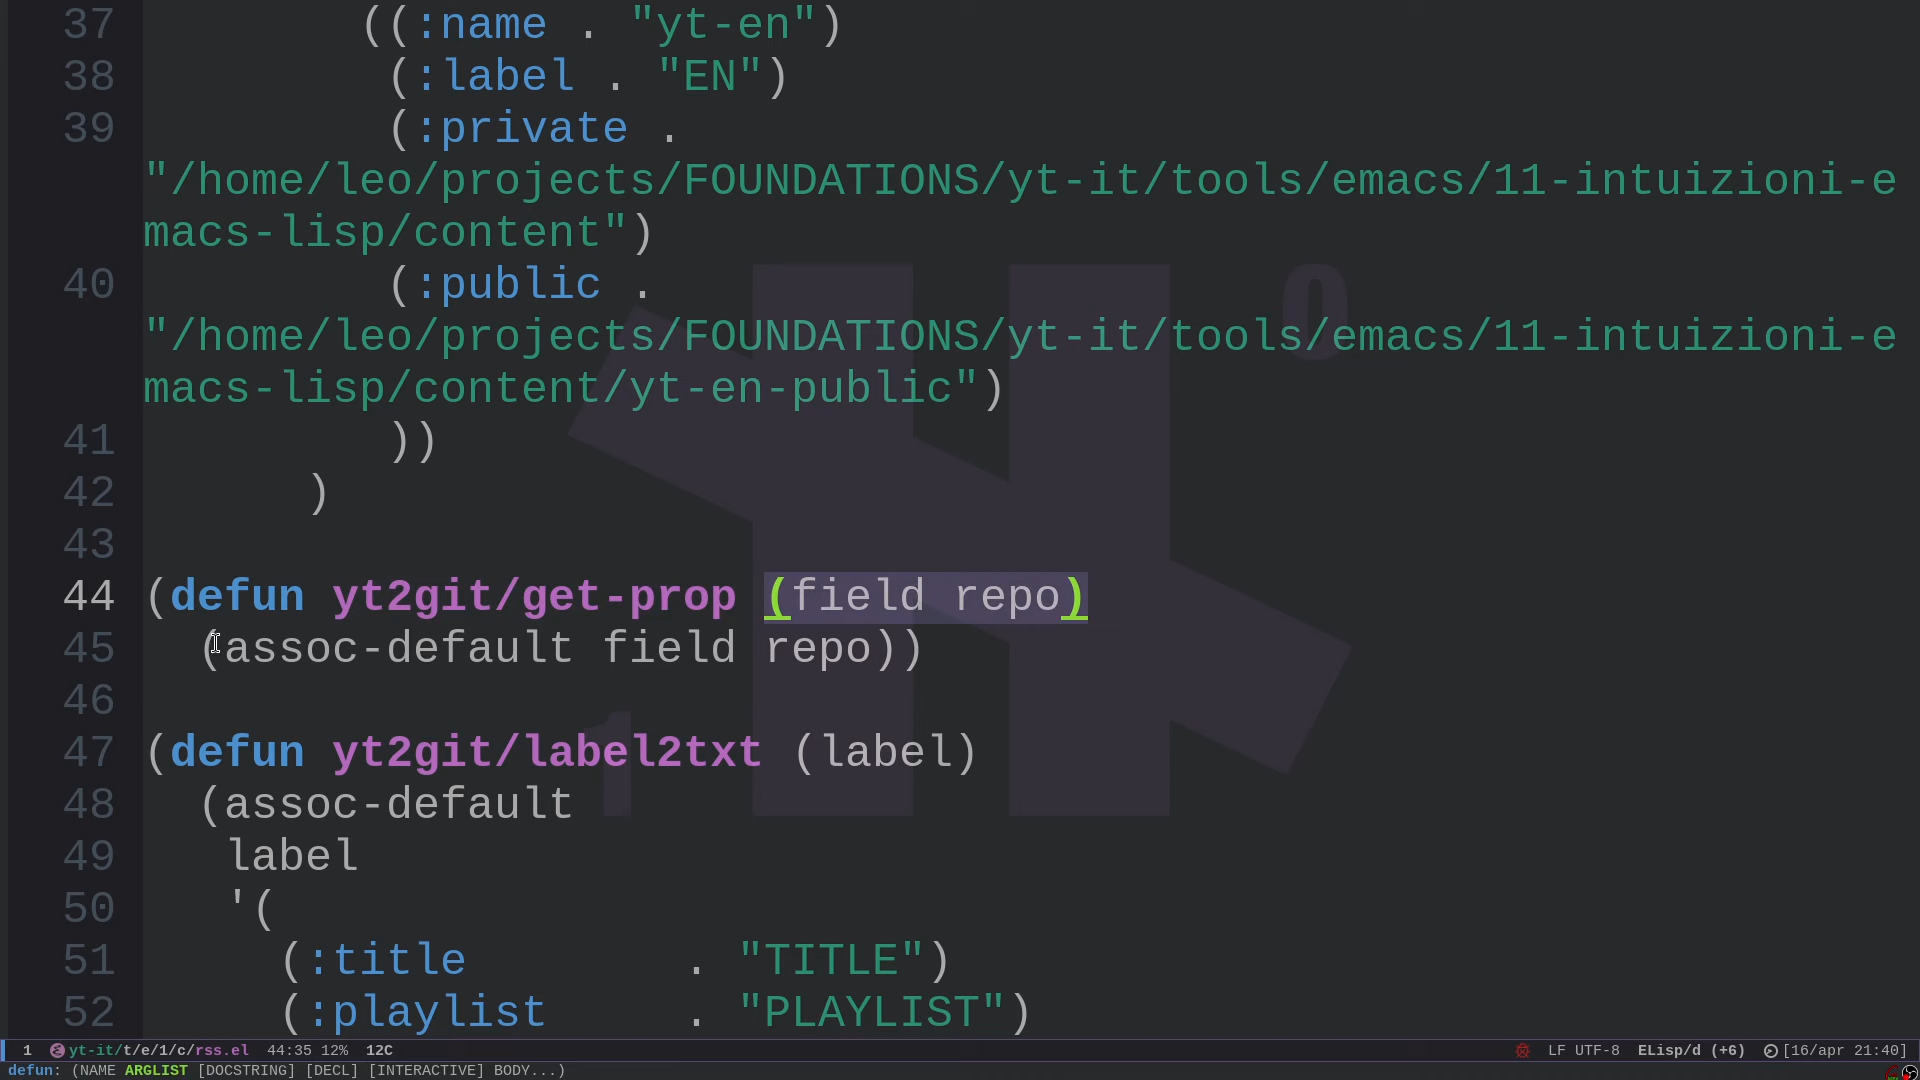 37 ((:name . "yt-en")
38 (:label . "EN")
39 (:private .
"/home/leo/projects/FOUNDATIONS/yt-it/tools/emacs/11-intuizioni-e
macs-lisp/content")
40 (:public .
"/home/leo/projects/FOUNDATIONS/yt-it/tools/emacs/11-intuizioni-e
macs-lisp/content/yt-en-public")
41 ))
42 )
43
44 (defun yt2git/get-prop (field repo)
45 (assoc-default field repo))
46
47 (defun yt2git/label2txt (label)
48 (assoc-default
49 label
50 '(
51 (:title . "TITLE")
52 (:playlist . "PLAYLIST")
0
1
1 yt-it/t/e/1/c/rss.el 44:35 12% 12C LF UTF-8 ELisp/d (+6) [16/apr 21:40]
defun: (NAME ARGLIST [DOCSTRING] [DECL] [INTERACTIVE] BODY...)